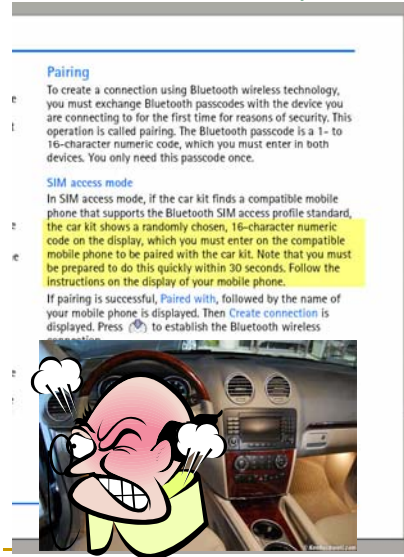 Pairing
To create a connection using Bluetooth wireless technology,
you must exchange Bluetooth passcodes with the device you
are connecting to for the first time for reasons of security. This
operation is called pairing. The Bluetooth passcode is a 1- to
16-character numeric code, which you must enter in both
devices. You only need this passcode once.
SIM access mode
In SIM access mode, if the car kit finds a compatible mobile
phone that supports the Bluetooth SIM access profile standard,
the car kit shows a randomly chosen, 16-character numeric
code on the display, which you must enter on the compatible
mobile phone to be paired with the car kit. Note that you must
be prepared to do this quickly within 30 seconds. Follow the
instructions on the display of your mobile phone.
If pairing is successful, Paired with, followed by the name of
your mobile phone is displayed. Then Create connection is
displayed. Press to establish the Bluetooth wireless